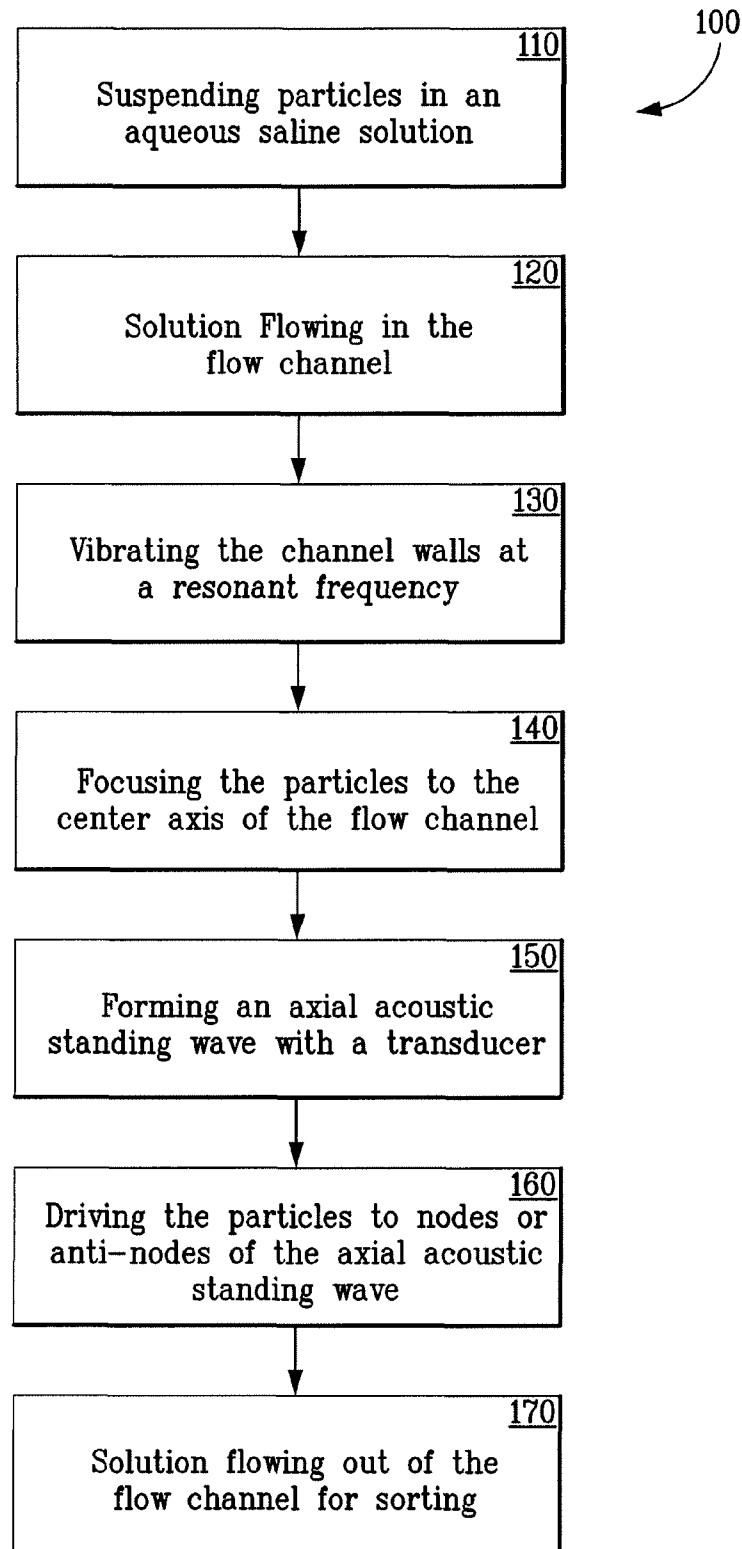 100
110
Suspending particles in an
aqueous saline solution
120
Solution Flowing in the
flow channel
130
Vibrating the channel walls at
a resonant frequency
140
Focusing the particles to the
center axis of the flow channel
150
Forming an axial acoustic
standing wave with a transducer
160
Driving the particles to nodes or
anti-nodes of the axial acoustic
standing wave
170
Solution flowing out of the
flow channel for sorting